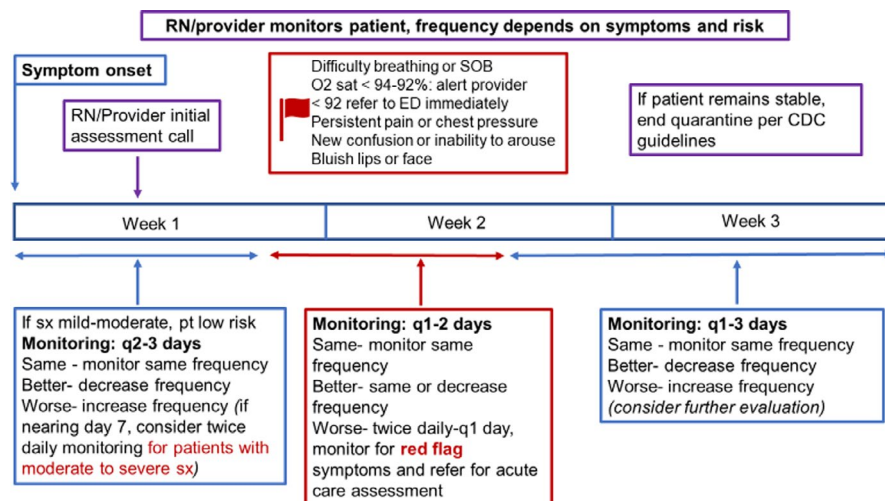 RN/provider monitors patient, frequency depends on symptoms and risk
Symptom onset
RN/Provider initial
assessment call
Difficulty breathing or SOB
O2 sat < 94-92%: alert provider
< 92 refer to ED immediately
Persistent pain or chest pressure
New confusion or inability to arouse
Bluish lips or face
If patient remains stable,
end quarantine per CDC
guidelines
Week 1
Week 2
Week 3
If sx mild-moderate, pt low risk
Monitoring: q2-3 days
Same - monitor same frequency
Better- decrease frequency
Worse- increase frequency (if
nearing day 7, consider twice
daily monitoring for patients with
moderate to severe sx)
Monitoring: q1-2 days
Same- monitor same
frequency
Better- same or decrease
frequency
Worse- twice daily-q1 day,
monitor for red flag
symptoms and refer for acute
care assessment
Monitoring: q1-3 days
Same - monitor same frequency
Better- decrease frequency
Worse- increase frequency
(consider further evaluation)